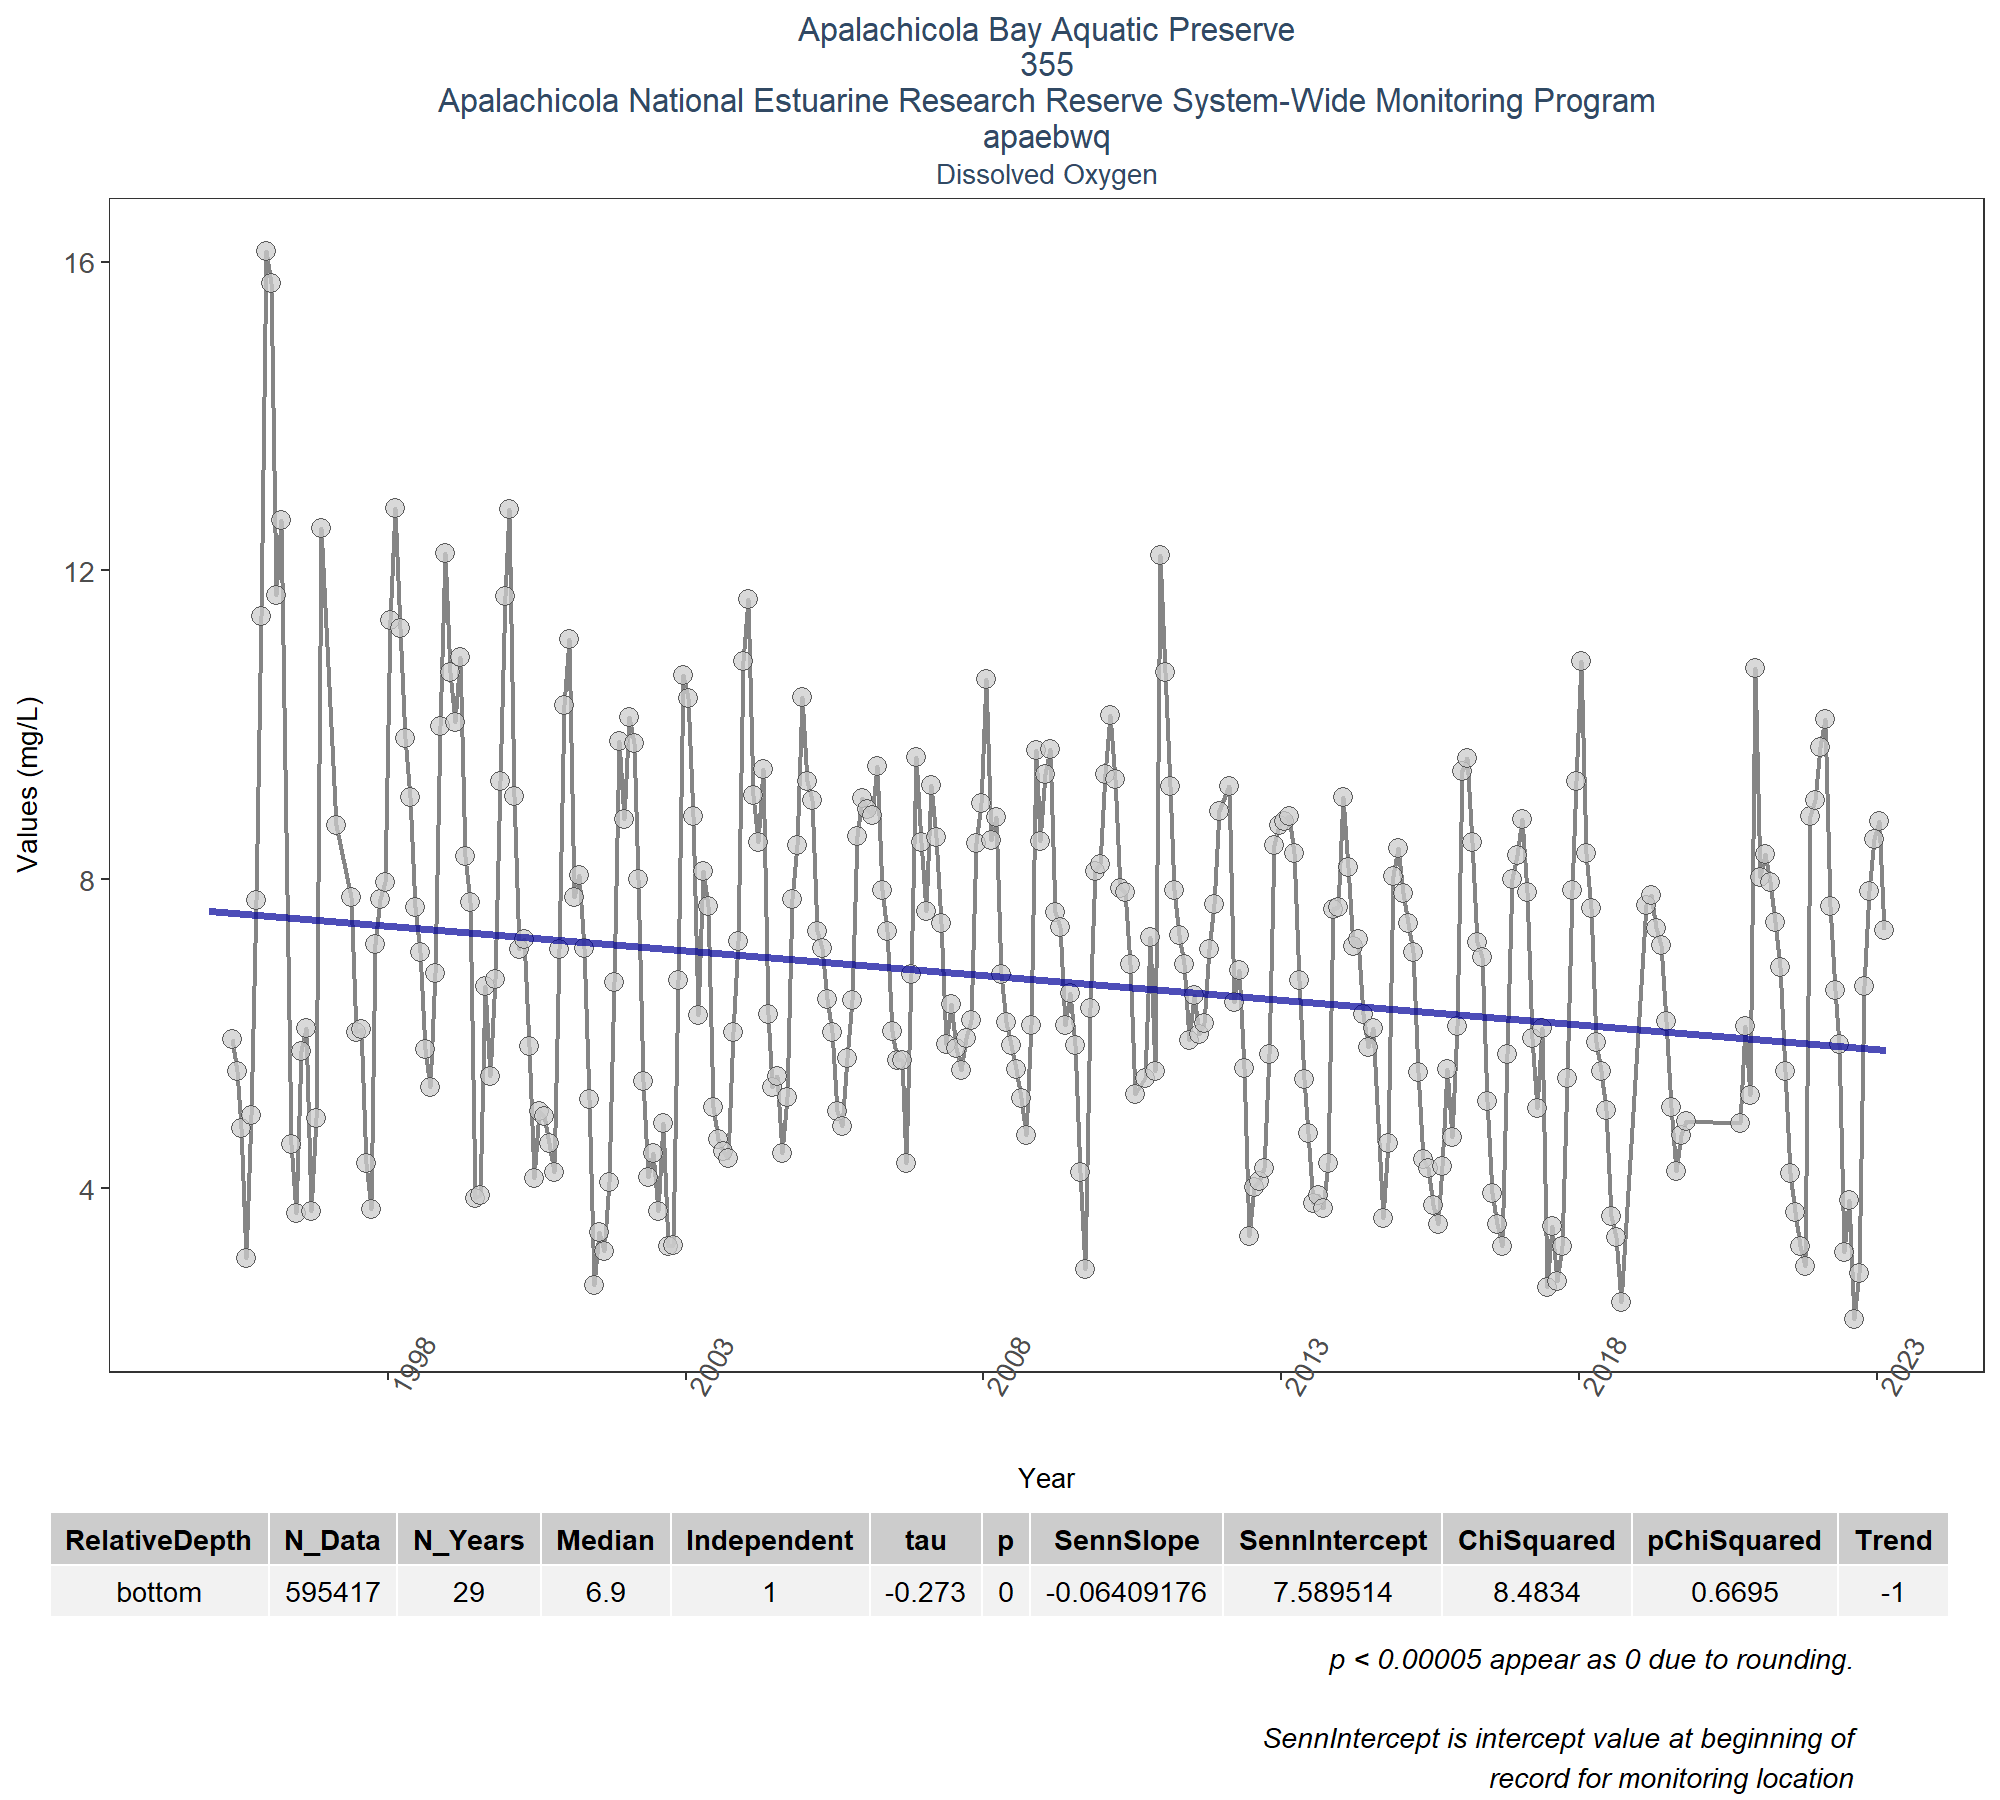 Apalachicola Bay Aquatic Preserve
355
Apalachicola National Estuarine Research Reserve System-Wide Monitoring Program
apaebwq
Dissolved Oxygen
16
12
8
4
Values (mg/L)
1998 2003 2008 2013 2018 2023
Year
RelativeDepth N_Data N_Years Median Independent tau p SennSlope SennIntercept ChiSquared pChiSquared Trend
bottom 595417 29 6.9 1 -0.273 0 -0.06409176 7.589514 8.4834 0.6695 -1
p < 0.00005 appear as 0 due to rounding.
SennIntercept is intercept value at beginning of
record for monitoring location